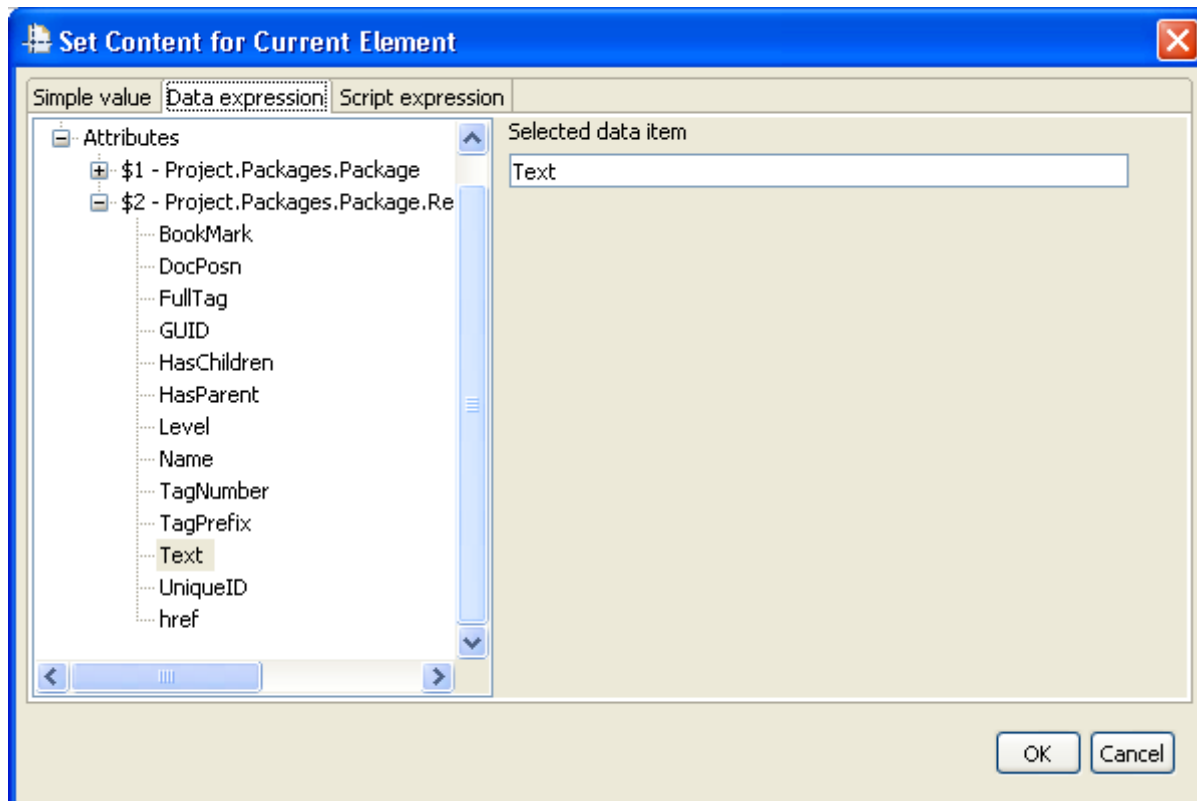 Set Content for Current Element
Simple value Data expression Script expression
Attributes
$1 - Project.Packages.Package
$2 - Project.Packages.Package.Re
BookMark
DocPosn
FullTag
GUID
HasChildren
HasParent
Level
Name
TagNumber
TagPrefix
Text
UniqueID
href
Selected data item
Text
OK Cancel